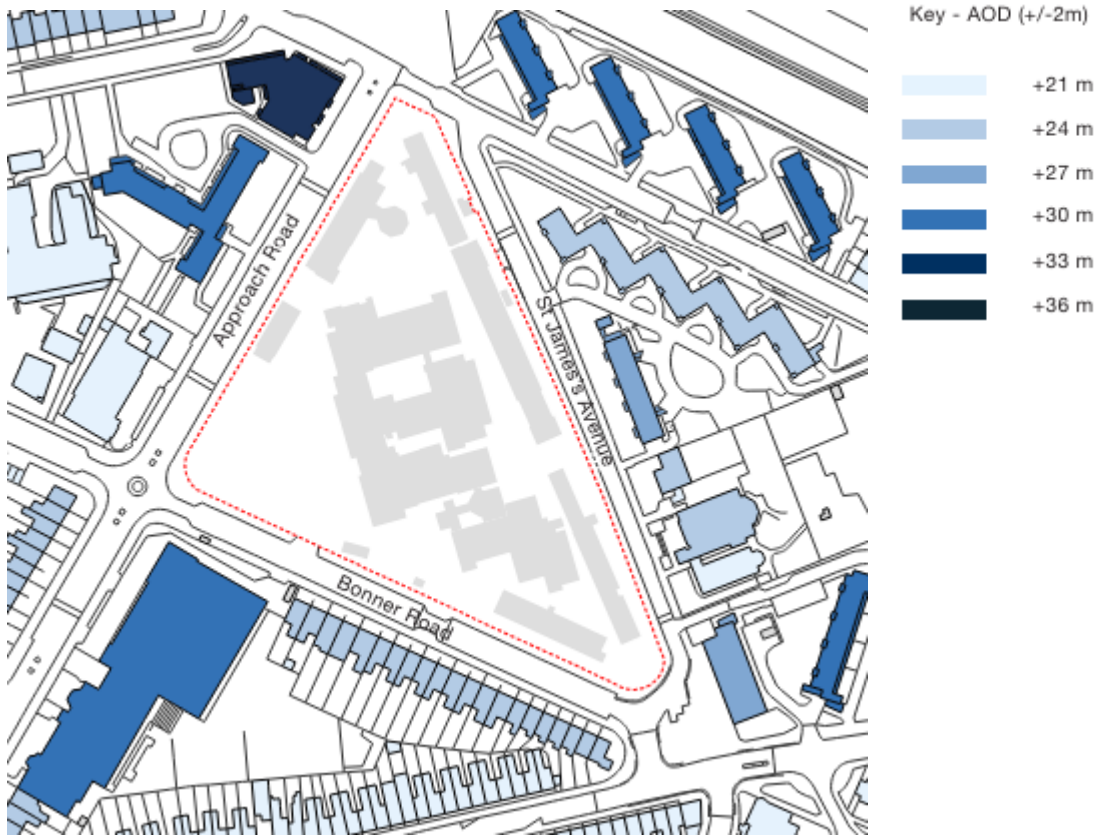 Key - AOD (+/-2m)
+21 m
+24 m
+27 m
+30 m
+33 m
+36 m
Approach Road
St James's Avenue
Bonner Road